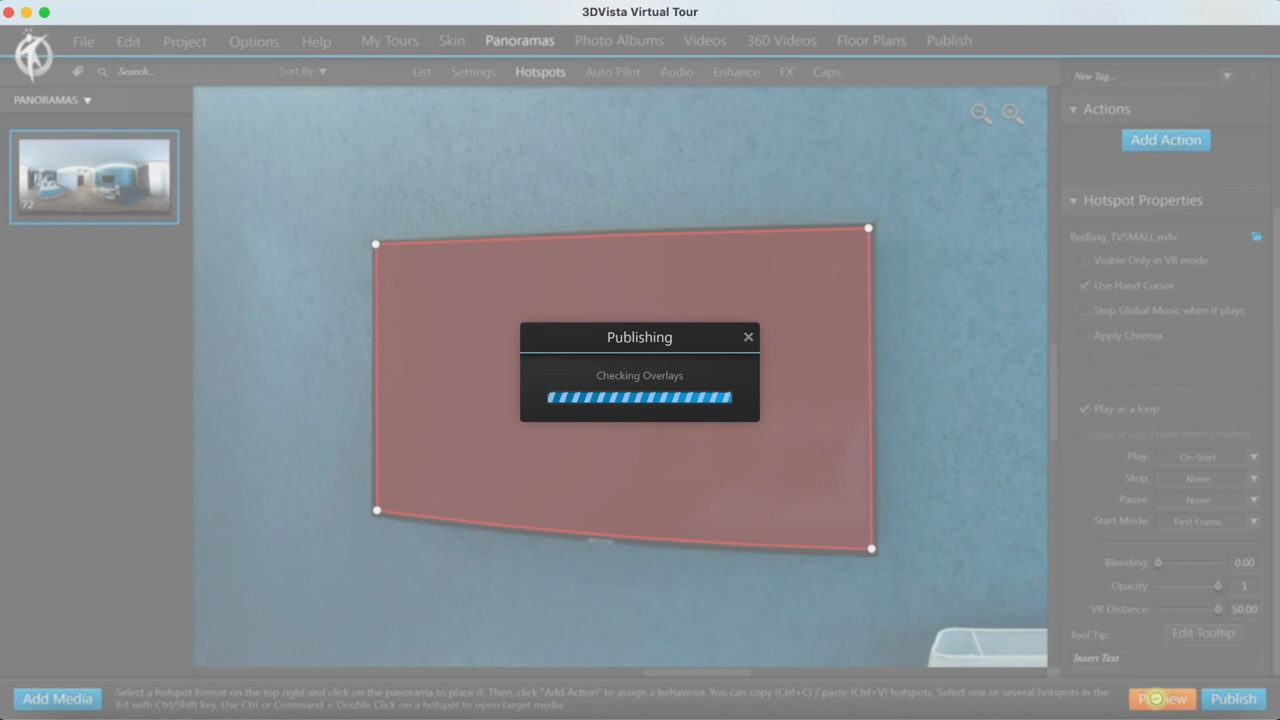 3DVista Virtual Tour
File Edit Project Options Help My Tours Skin Panoramas Photo Albums Videos 360 Videos Floor Plans Publish
Search... Sort By List Settings Hotspots Auto Pilot Audio Enhance FX Caps New Tag...
PANORAMAS
Actions
Add Action
72
Hotspot Properties
Redling_TVSMALL.m4v
Visible Only in VR mode
Use Hand Cursor
Stop Global Music when it plays
Apply Chroma
Publishing
Checking Overlays
Play as a loop
Stay at Last Frame when Finished
Play: On Start
Stop: None
Pause: None
Start Mode: First Frame
Blending: 0.00
Opacity 1
VR Distance: 50.00
Tool Tip: Edit Tooltip
Insert Text
Add Media
Select a hotspot format on the top right and click on the panorama to place it. Then, click "Add Action" to assign a behaviour. You can copy (Ctrl+C) / paste (Ctrl+V) hotspots. Select one or several hotspots in the
list with Ctrl/Shift key. Use Ctrl or Command + Double Click on a hotspot to open target media.
Preview Publish